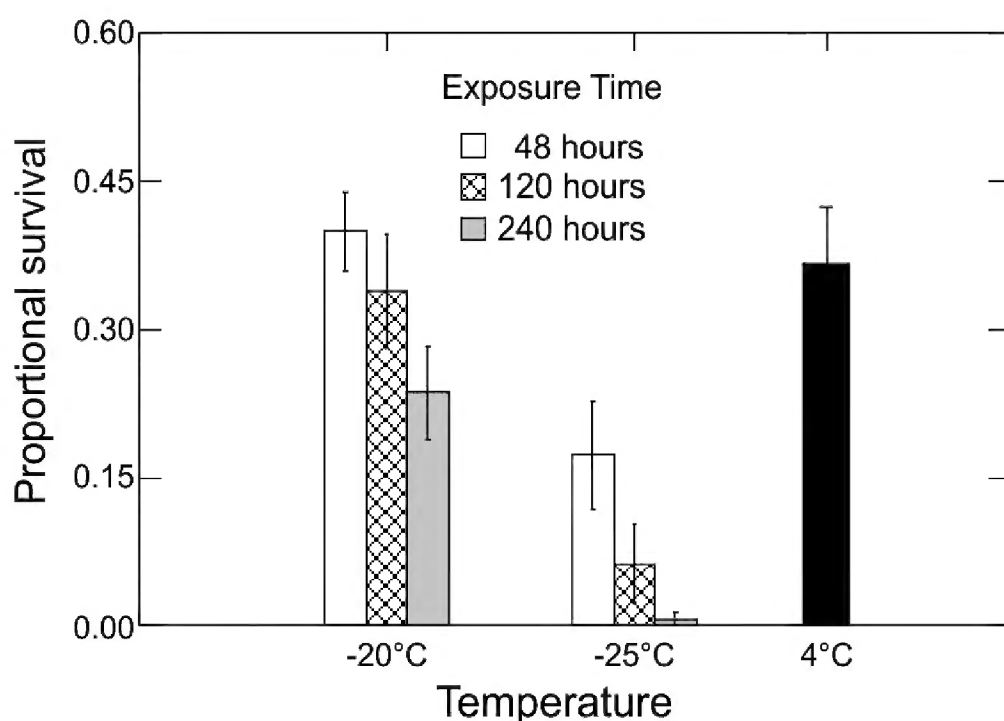 0.60
0.45
0.30
0.15
0.00
Proportional survival
Exposure Time
48 hours
120 hours
240 hours
-20°C
-25°C
4°C
Temperature